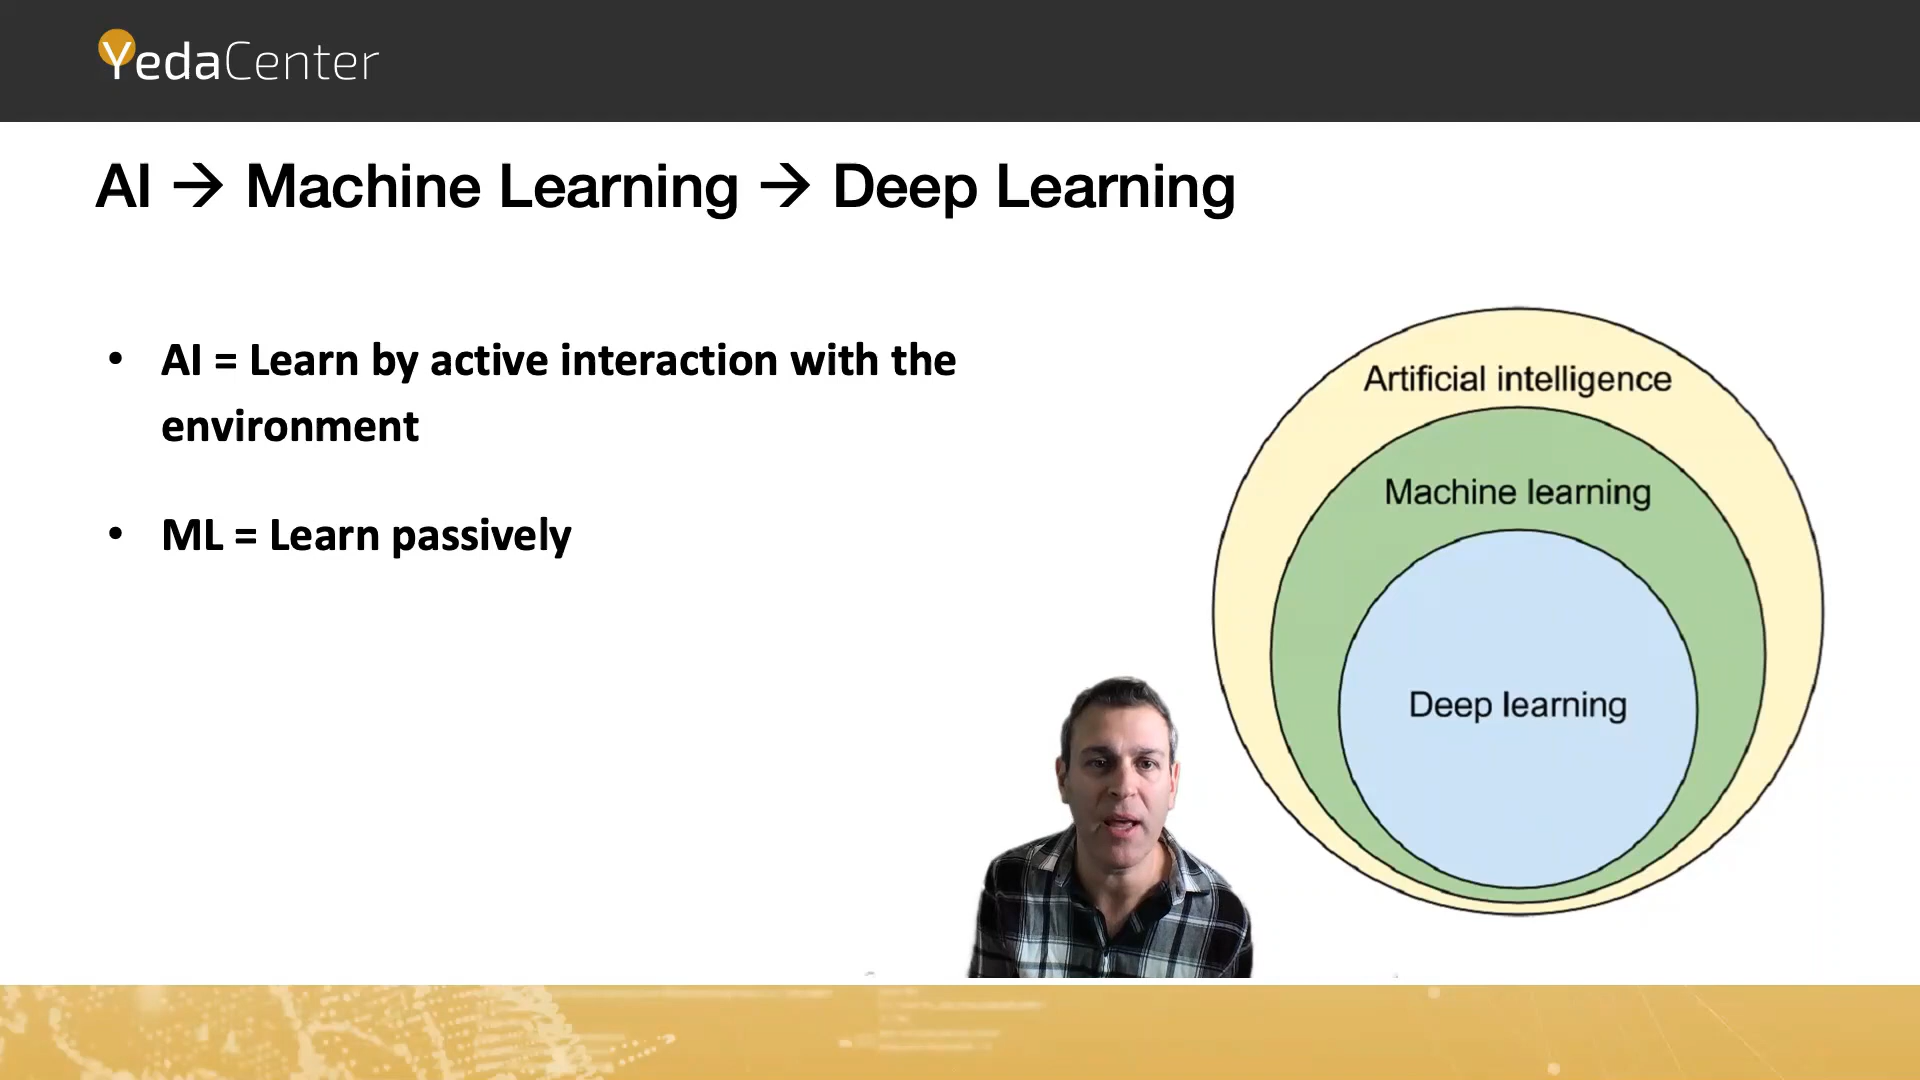 YedaCenter
AI → Machine Learning → Deep Learning
• AI = Learn by active interaction with the
environment
• ML = Learn passively
Artificial intelligence
Machine learning
Deep learning